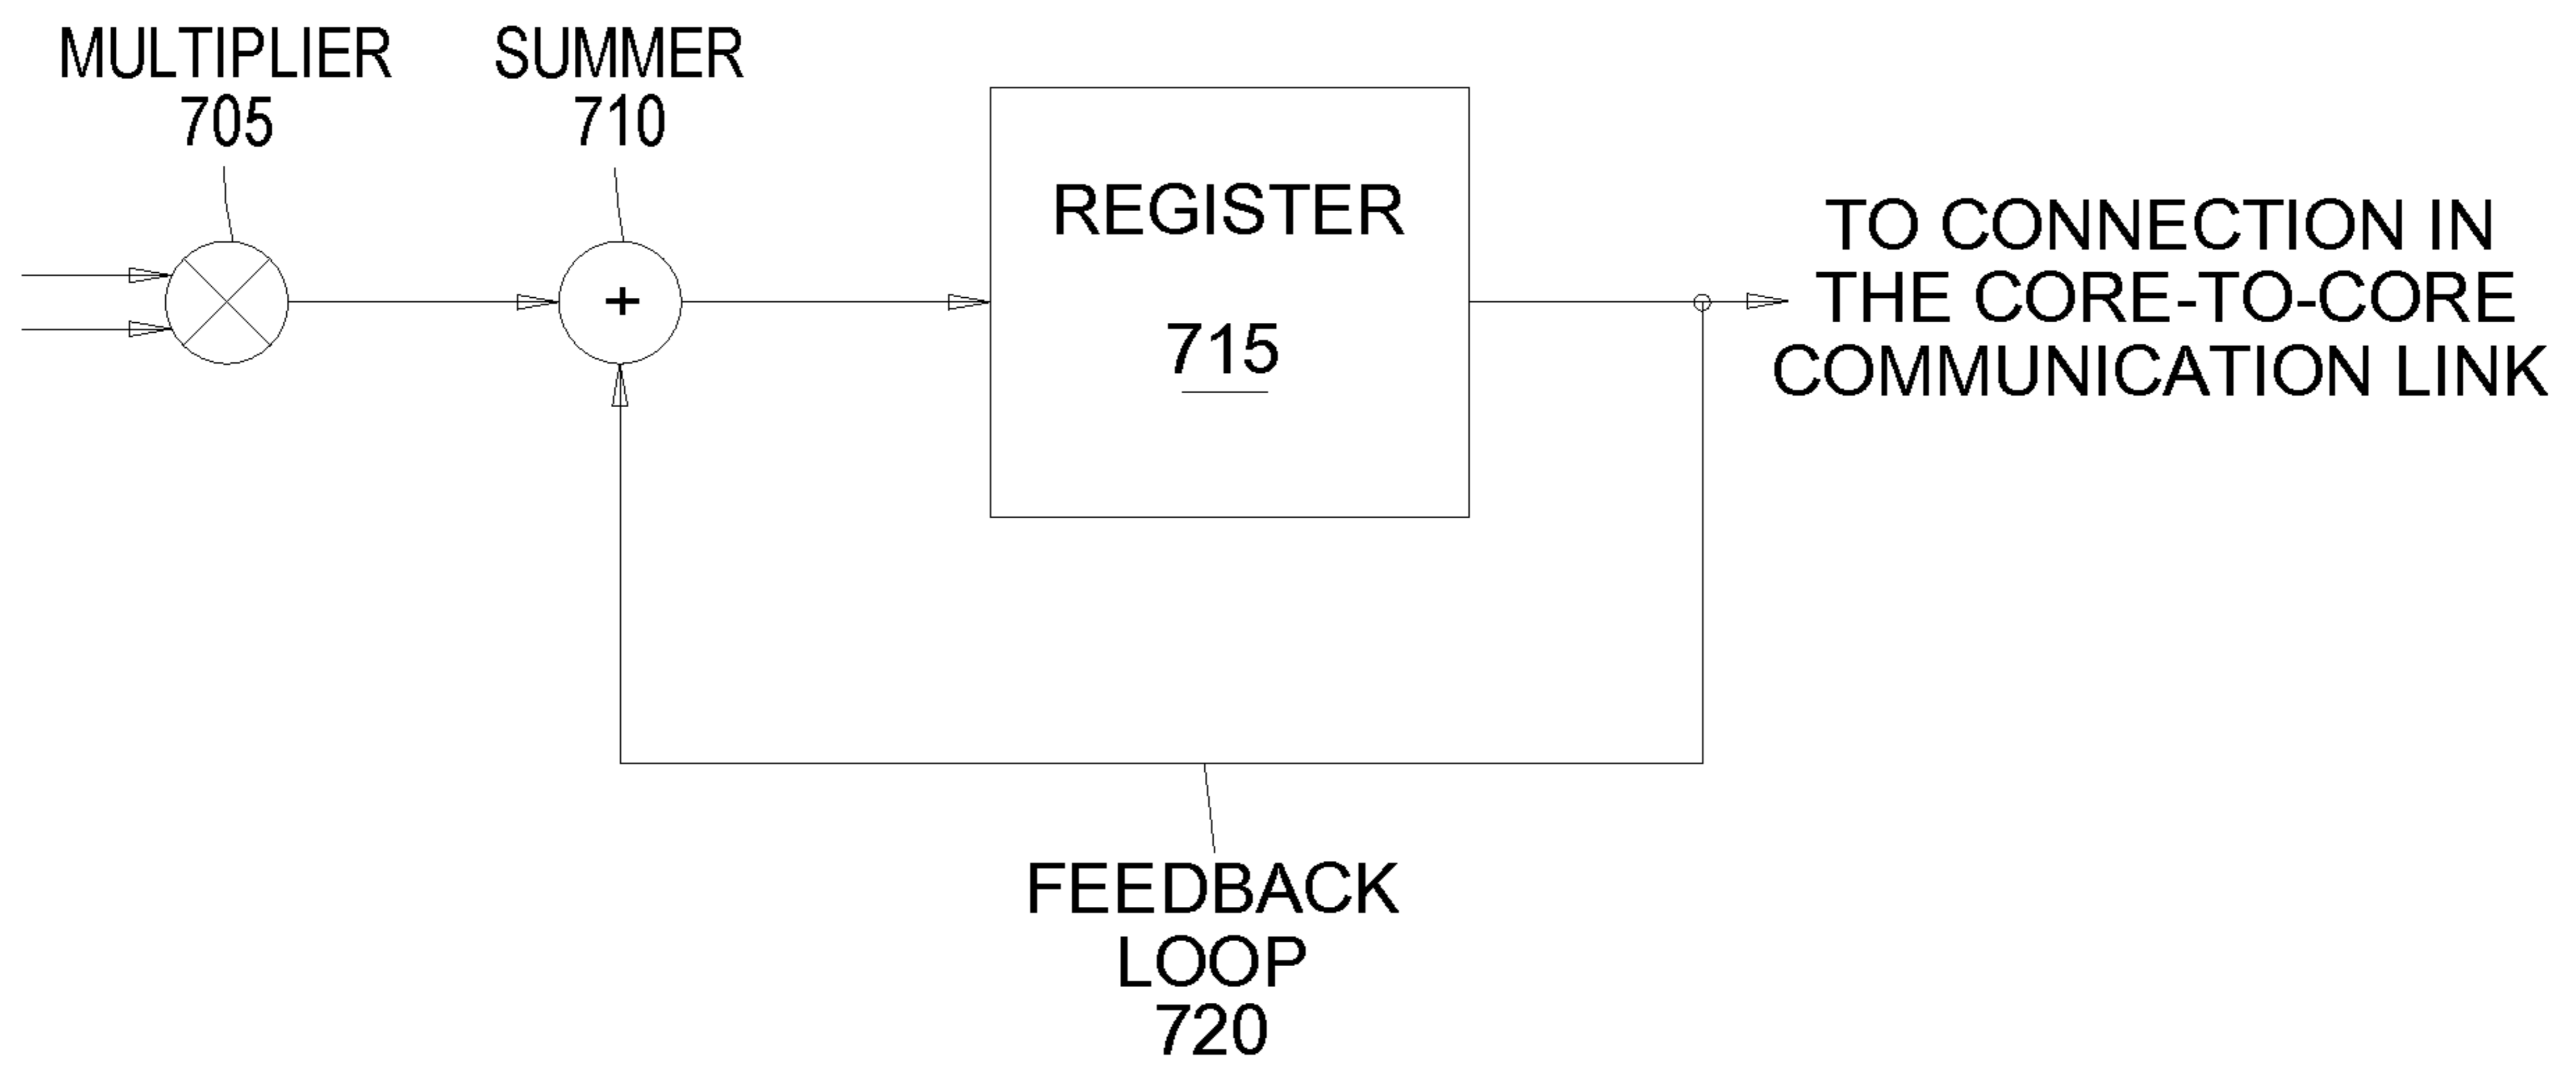 MULTIPLIER
705
SUMMER
710
+
REGISTER
715
TO CONNECTION IN
THE CORE-TO-CORE
COMMUNICATION LINK
FEEDBACK
LOOP
720